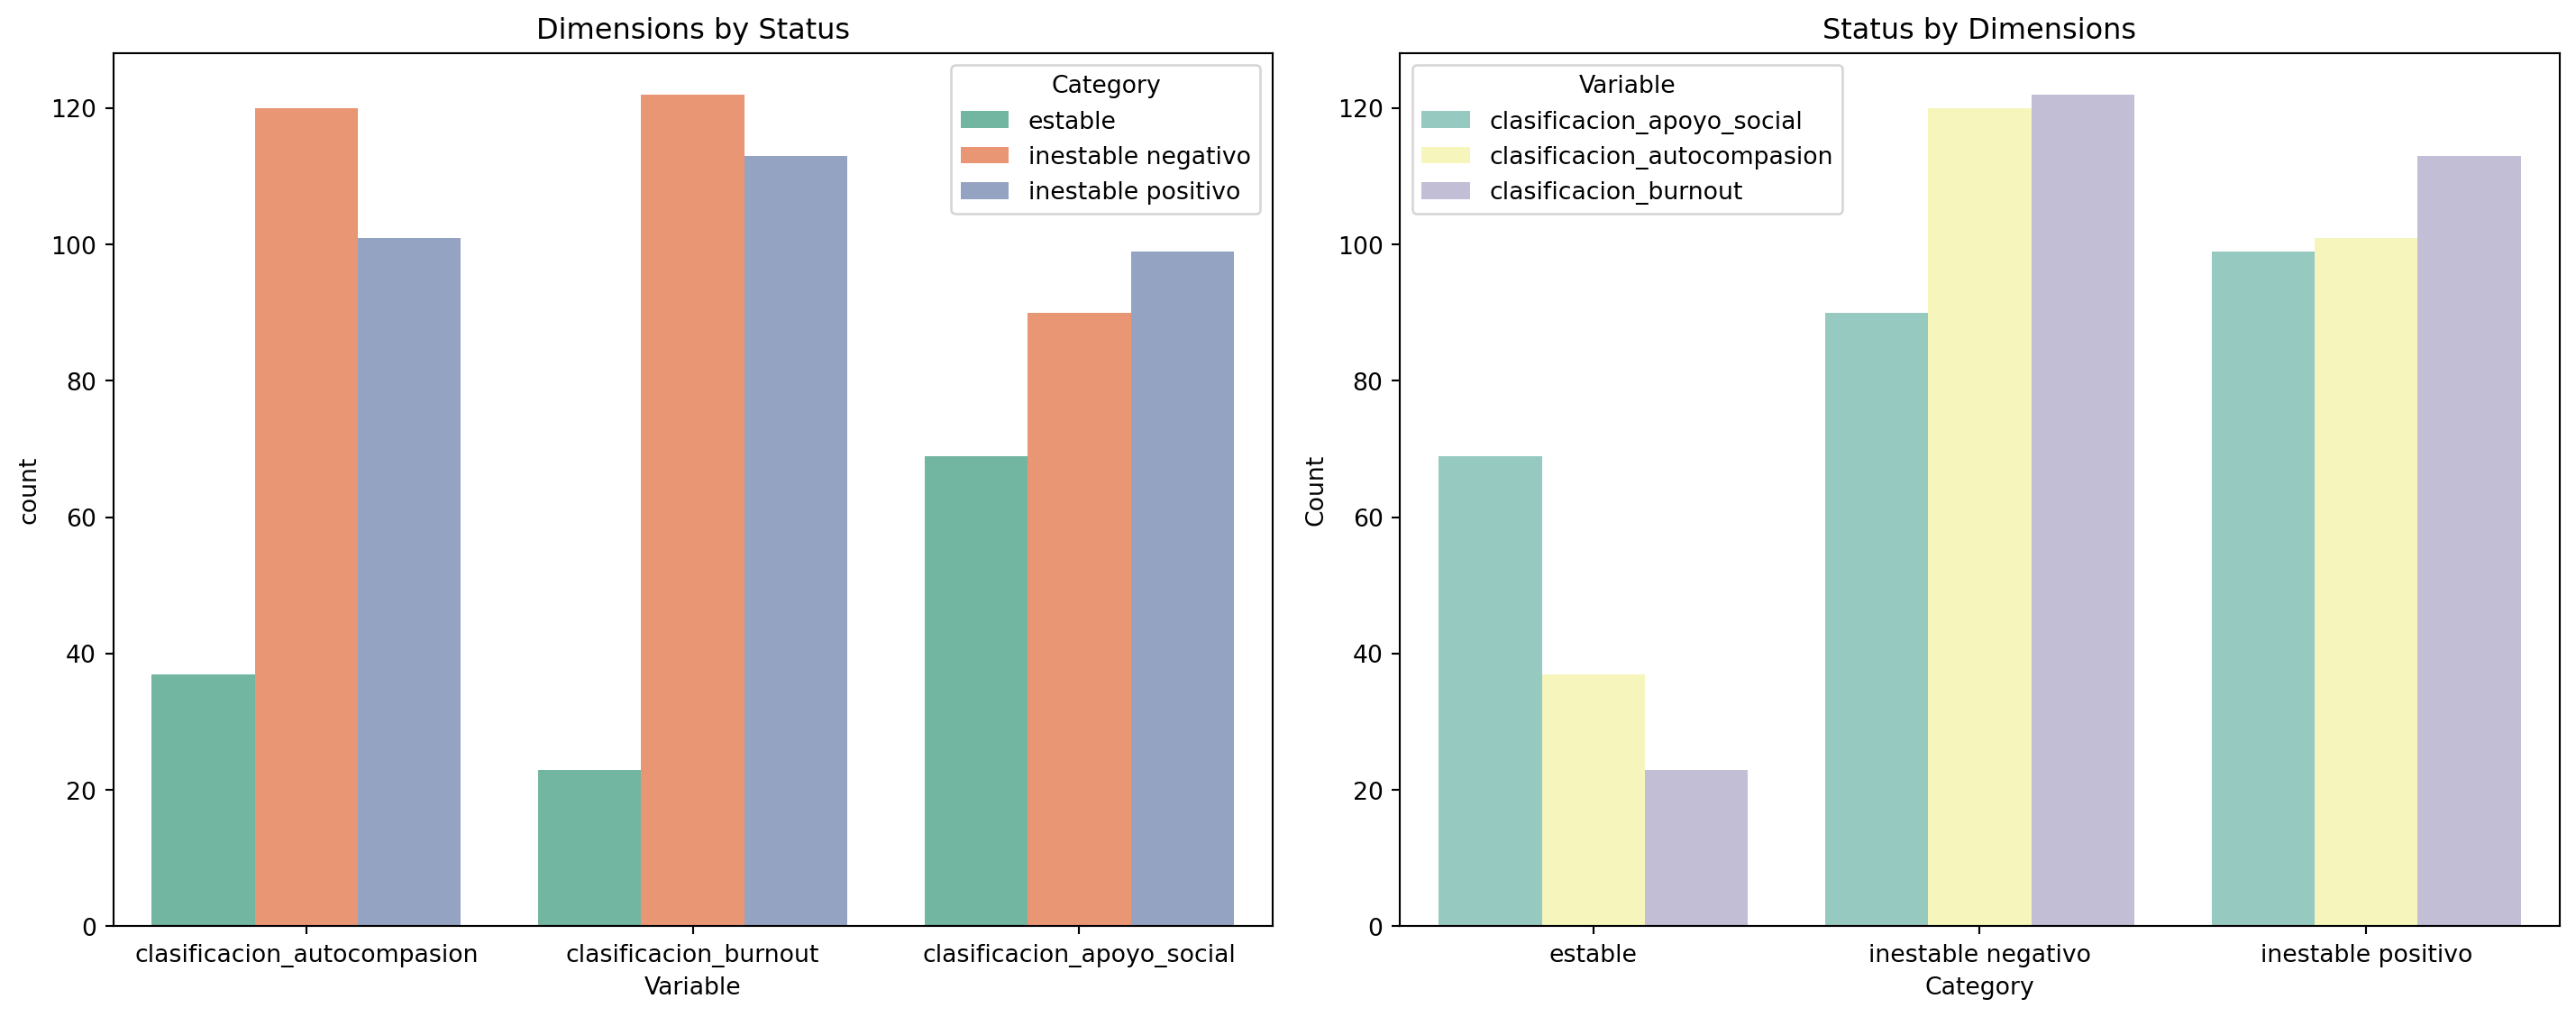 Dimensions by Status
Category
estable
inestable negativo
inestable positivo
count
120
100
80
60
40
20
0
clasificacion_autocompasion
clasificacion_burnout
clasificacion_apoyo_social
Variable
Status by Dimensions
Variable
clasificacion_apoyo_social
clasificacion_autocompasion
clasificacion_burnout
Count
120
100
80
60
40
20
0
estable
inestable negativo
inestable positivo
Category